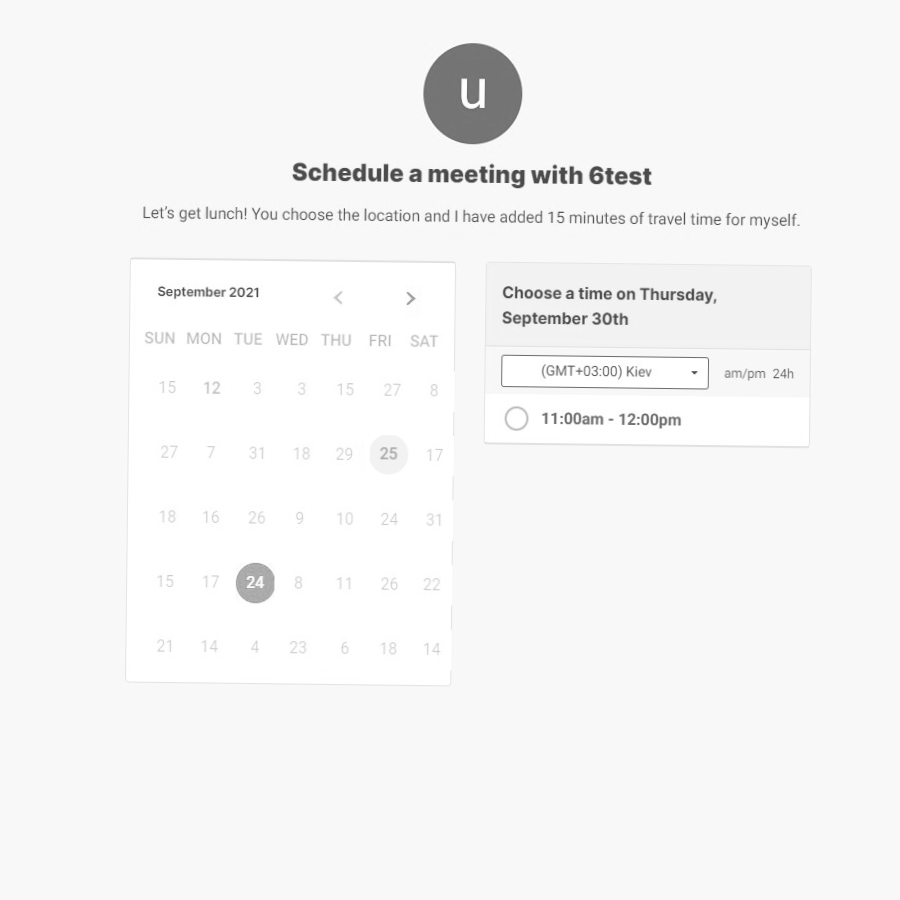 u
Schedule a meeting with 6test
Let's get lunch! You choose the location and I have added 15 minutes of travel time for myself.
September 2021
SUN MON TUE WED THU FRI SAT
15 12 3 3 15 27 8
27 7 31 18 29 25 17
18 16 26 9 10 24 31
15 17 24 8 11 26 22
21 14 4 23 6 18 14
Choose a time on Thursday,
September 30th
(GMT+03:00) Kiev am/pm 24h
11:00am - 12:00pm